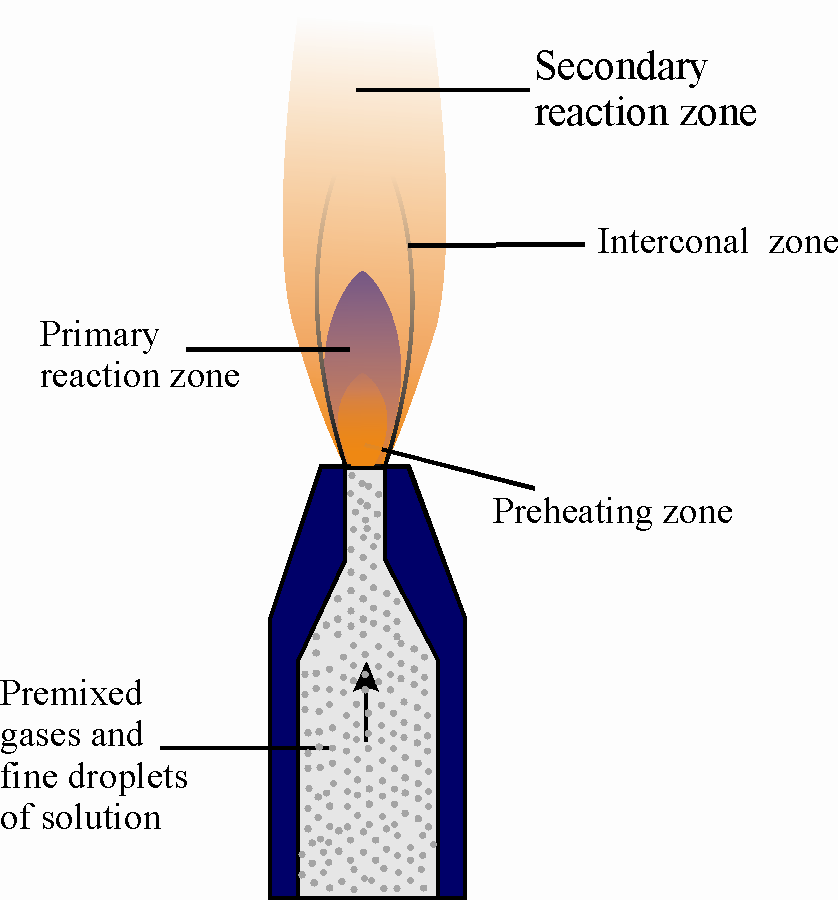 Secondary
reaction zone
Interconal zone
Primary
reaction zone
Preheating zone
Premixed
gases and
fine droplets
of solution